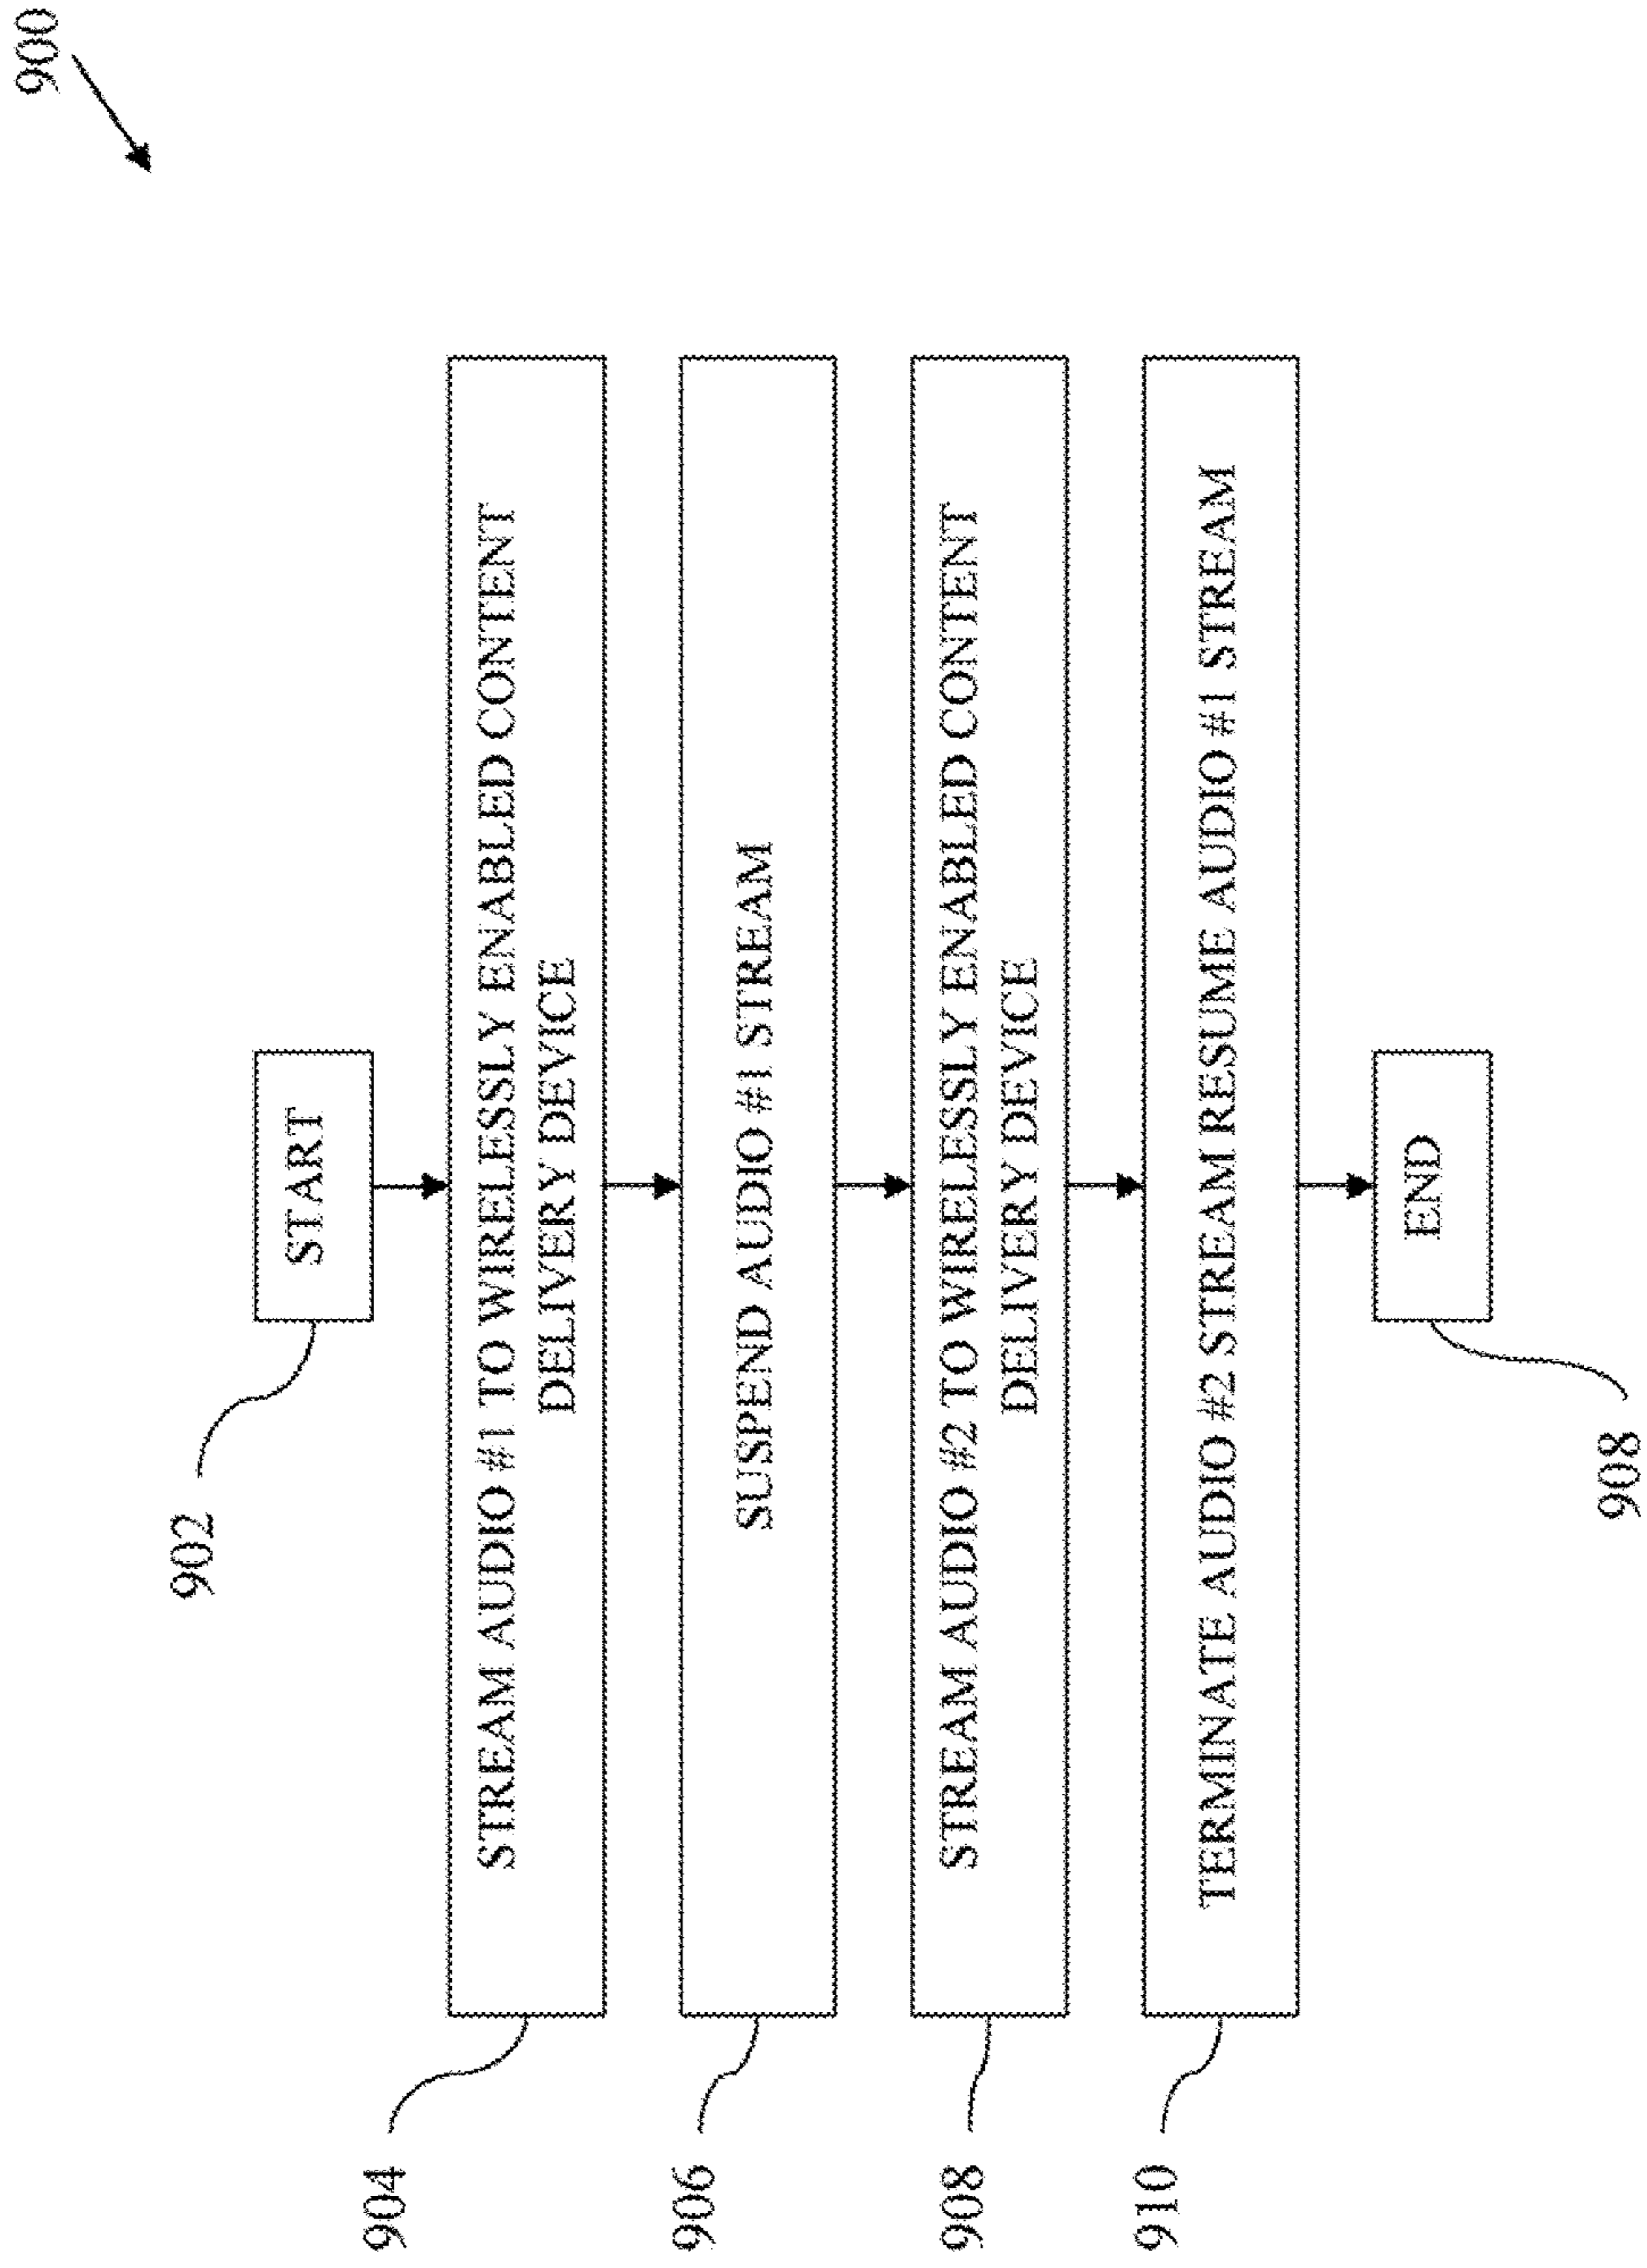 900
902
START
904
STREAM AUDIO #1 TO WIRELESSLY ENABLED CONTENT
DELIVERY DEVICE
906
SUSPEND AUDIO #1 STREAM
908
STREAM AUDIO #2 TO WIRELESSLY ENABLED CONTENT
DELIVERY DEVICE
910
TERMINATE AUDIO #2 STREAM RESUME AUDIO #1 STREAM
END
908